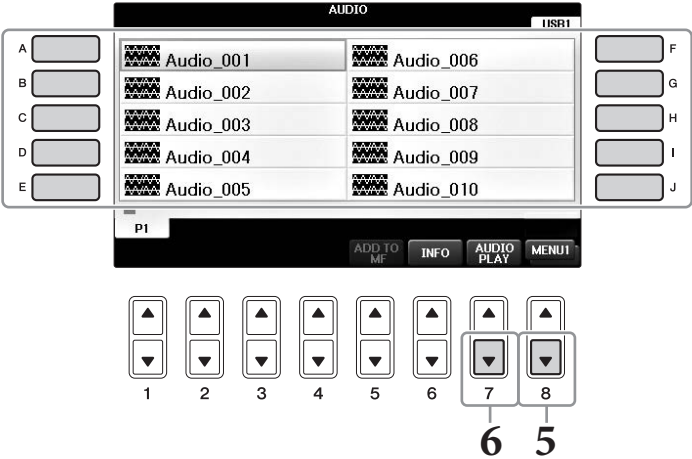 AUDIO
USB1
A Audio_001 Audio_006 F
B Audio_002 Audio_007 G
C Audio_003 Audio_008 H
D Audio_004 Audio_009 I
E Audio_005 Audio_010 J
P1
ADD TO MF INFO AUDIO PLAY MENU1
1 2 3 4 5 6 7 8
6 5